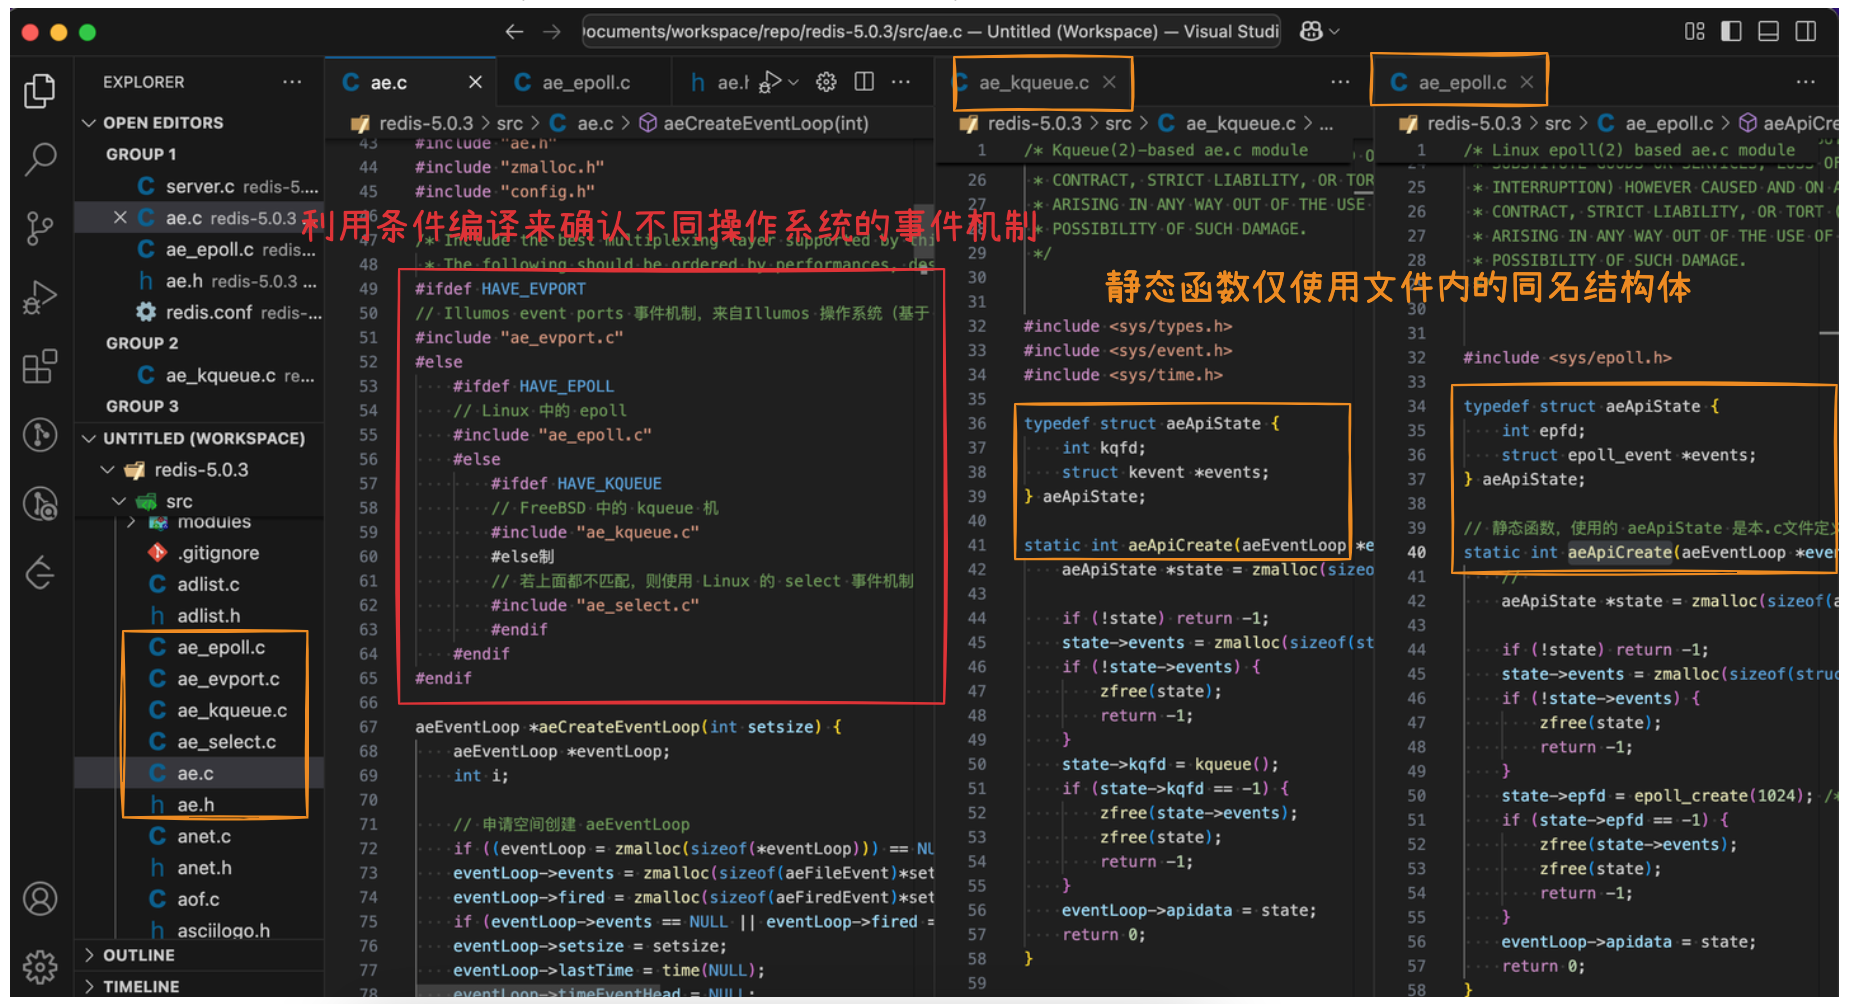 ocuments/workspace/repo/redis-5.0.3/src/ae.c — Untitled (Workspace) — Visual Studi
EXPLORER
OPEN EDITORS
GROUP 1
server.c redis-5....
ae.c redis-5.0.3
ae_epoll.c redis...
ae.h redis-5.0.3 ...
redis.conf redis-...
GROUP 2
ae_kqueue.c re...
GROUP 3
UNTITLED (WORKSPACE)
redis-5.0.3
src
modules
.gitignore
adlist.c
adlist.h
ae_epoll.c
ae_evport.c
ae_kqueue.c
ae_select.c
ae.c
ae.h
anet.c
anet.h
aof.c
asciilogo.h
OUTLINE
TIMELINE
ae.c
ae_epoll.c
ae.h
redis-5.0.3 > src > ae.c > aeCreateEventLoop(int)
利用条件编译来确认不同操作系统的事件机制
43 #include "ae.h"
44 #include "zmalloc.h"
45 #include "config.h"
47 /* Include the best multiplexing layer supported by thi
48 * The following should be ordered by performances, des
49 #ifdef HAVE_EVPORT
50 // Illumos event ports 事件机制，来自Illumos 操作系统（基于
51 #include "ae_evport.c"
52 #else
53 #ifdef HAVE_EPOLL
54 // Linux 中的 epoll
55 #include "ae_epoll.c"
56 #else
57 #ifdef HAVE_KQUEUE
58 // FreeBSD 中的 kqueue 机
59 #include "ae_kqueue.c"
60 #else制
61 // 若上面都不匹配，则使用 Linux 的 select 事件机制
62 #include "ae_select.c"
63 #endif
64 #endif
65 #endif
66
67 aeEventLoop *aeCreateEventLoop(int setsize) {
68 aeEventLoop *eventLoop;
69 int i;
70
71 // 申请空间创建 aeEventLoop
72 if ((eventLoop = zmalloc(sizeof(*eventLoop))) == NU
73 eventLoop->events = zmalloc(sizeof(aeFileEvent)*set
74 eventLoop->fired = zmalloc(sizeof(aeFiredEvent)*set
75 if (eventLoop->events == NULL || eventLoop->fired =
76 eventLoop->setsize = setsize;
77 eventLoop->lastTime = time(NULL);
78 eventLoop->timeEventHead = NULL;
ae_kqueue.c
redis-5.0.3 > src > ae_kqueue.c > ...
1 /* Kqueue(2)-based ae.c module
26 * CONTRACT, STRICT LIABILITY, OR TOR
27 * ARISING IN ANY WAY OUT OF THE USE
28 * POSSIBILITY OF SUCH DAMAGE.
29 */
30
31
静态函数仅使用文件内的同名结构体
32 #include <sys/types.h>
33 #include <sys/event.h>
34 #include <sys/time.h>
35
36 typedef struct aeApiState {
37 int kqfd;
38 struct kevent *events;
39 } aeApiState;
40
41 static int aeApiCreate(aeEventLoop *e
42 aeApiState *state = zmalloc(sizeo
43
44 if (!state) return -1;
45 state->events = zmalloc(sizeof(st
46 if (!state->events) {
47 zfree(state);
48 return -1;
49 }
50 state->kqfd = kqueue();
51 if (state->kqfd == -1) {
52 zfree(state->events);
53 zfree(state);
54 return -1;
55 }
56 eventLoop->apidata = state;
57 return 0;
58 }
59
ae_epoll.c
redis-5.0.3 > src > ae_epoll.c > aeApiCre
1 /* Linux epoll(2) based ae.c module
25 * INTERRUPTION) HOWEVER CAUSED AND ON A
26 * CONTRACT, STRICT LIABILITY, OR TORT (
27 * ARISING IN ANY WAY OUT OF THE USE OF
28 * POSSIBILITY OF SUCH DAMAGE.
30
31
32 #include <sys/epoll.h>
33
34 typedef struct aeApiState {
35 int epfd;
36 struct epoll_event *events;
37 } aeApiState;
38
39 // 静态函数，使用的 aeApiState 是本.c文件定义
40 static int aeApiCreate(aeEventLoop *even
41 //
42 aeApiState *state = zmalloc(sizeof(a
43
44 if (!state) return -1;
45 state->events = zmalloc(sizeof(struc
46 if (!state->events) {
47 zfree(state);
48 return -1;
49 }
50 state->epfd = epoll_create(1024); /*
51 if (state->epfd == -1) {
52 zfree(state->events);
53 zfree(state);
54 return -1;
55 }
56 eventLoop->apidata = state;
57 return 0;
58 }